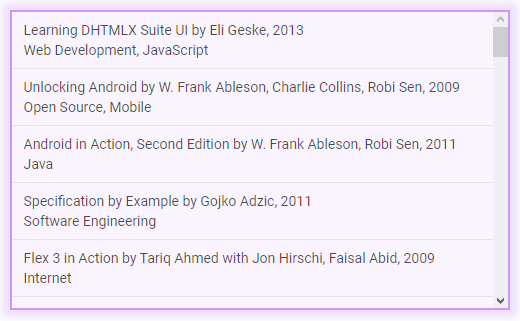 Learning DHTMLX Suite UI by Eli Geske, 2013
Web Development, JavaScript
Unlocking Android by W. Frank Ableson, Charlie Collins, Robi Sen, 2009
Open Source, Mobile
Android in Action, Second Edition by W. Frank Ableson, Robi Sen, 2011
Java
Specification by Example by Gojko Adzic, 2011
Software Engineering
Flex 3 in Action by Tariq Ahmed with Jon Hirschi, Faisal Abid, 2009
Internet